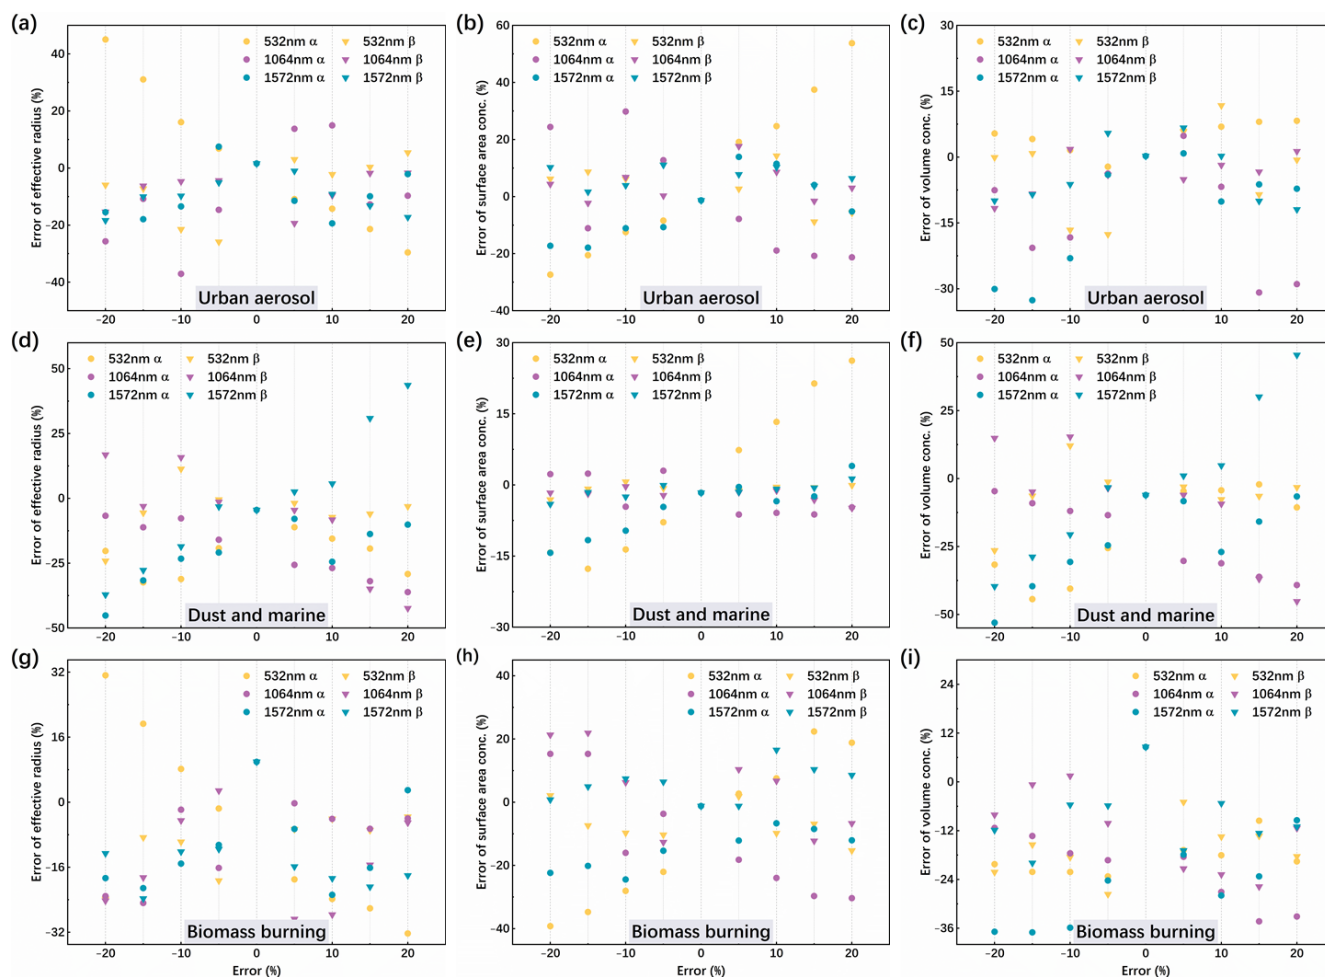 (a)
532nm α 532nm β
1064nm α 1064nm β
1572nm α 1572nm β
Error of effective radius (%)
40
20
0
−20
−40
Urban aerosol
−20 −10 0 10 20
(b)
532nm α 532nm β
1064nm α 1064nm β
1572nm α 1572nm β
Error of surface area conc. (%)
60
40
20
0
−20
−40
Urban aerosol
−20 −10 0 10 20
(c)
532nm α 532nm β
1064nm α 1064nm β
1572nm α 1572nm β
Error of volume conc. (%)
30
15
0
−15
−30
Urban aerosol
−20 −10 0 10 20
(d)
532nm α 532nm β
1064nm α 1064nm β
1572nm α 1572nm β
Error of effective radius (%)
50
25
0
−25
−50
Dust and marine
−20 −10 0 10 20
(e)
532nm α 532nm β
1064nm α 1064nm β
1572nm α 1572nm β
Error of surface area conc. (%)
30
15
0
−15
−30
Dust and marine
−20 −10 0 10 20
(f)
532nm α 532nm β
1064nm α 1064nm β
1572nm α 1572nm β
Error of volume conc. (%)
50
25
0
−25
−50
Dust and marine
−20 −10 0 10 20
(g)
532nm α 532nm β
1064nm α 1064nm β
1572nm α 1572nm β
Error of effective radius (%)
32
16
0
−16
−32
Biomass burning
−20 −10 0 10 20
Error (%)
(h)
532nm α 532nm β
1064nm α 1064nm β
1572nm α 1572nm β
Error of surface area conc. (%)
40
20
0
−20
−40
Biomass burning
−20 −10 0 10 20
Error (%)
(i)
532nm α 532nm β
1064nm α 1064nm β
1572nm α 1572nm β
Error of volume conc. (%)
24
12
0
−12
−24
−36
Biomass burning
−20 −10 0 10 20
Error (%)